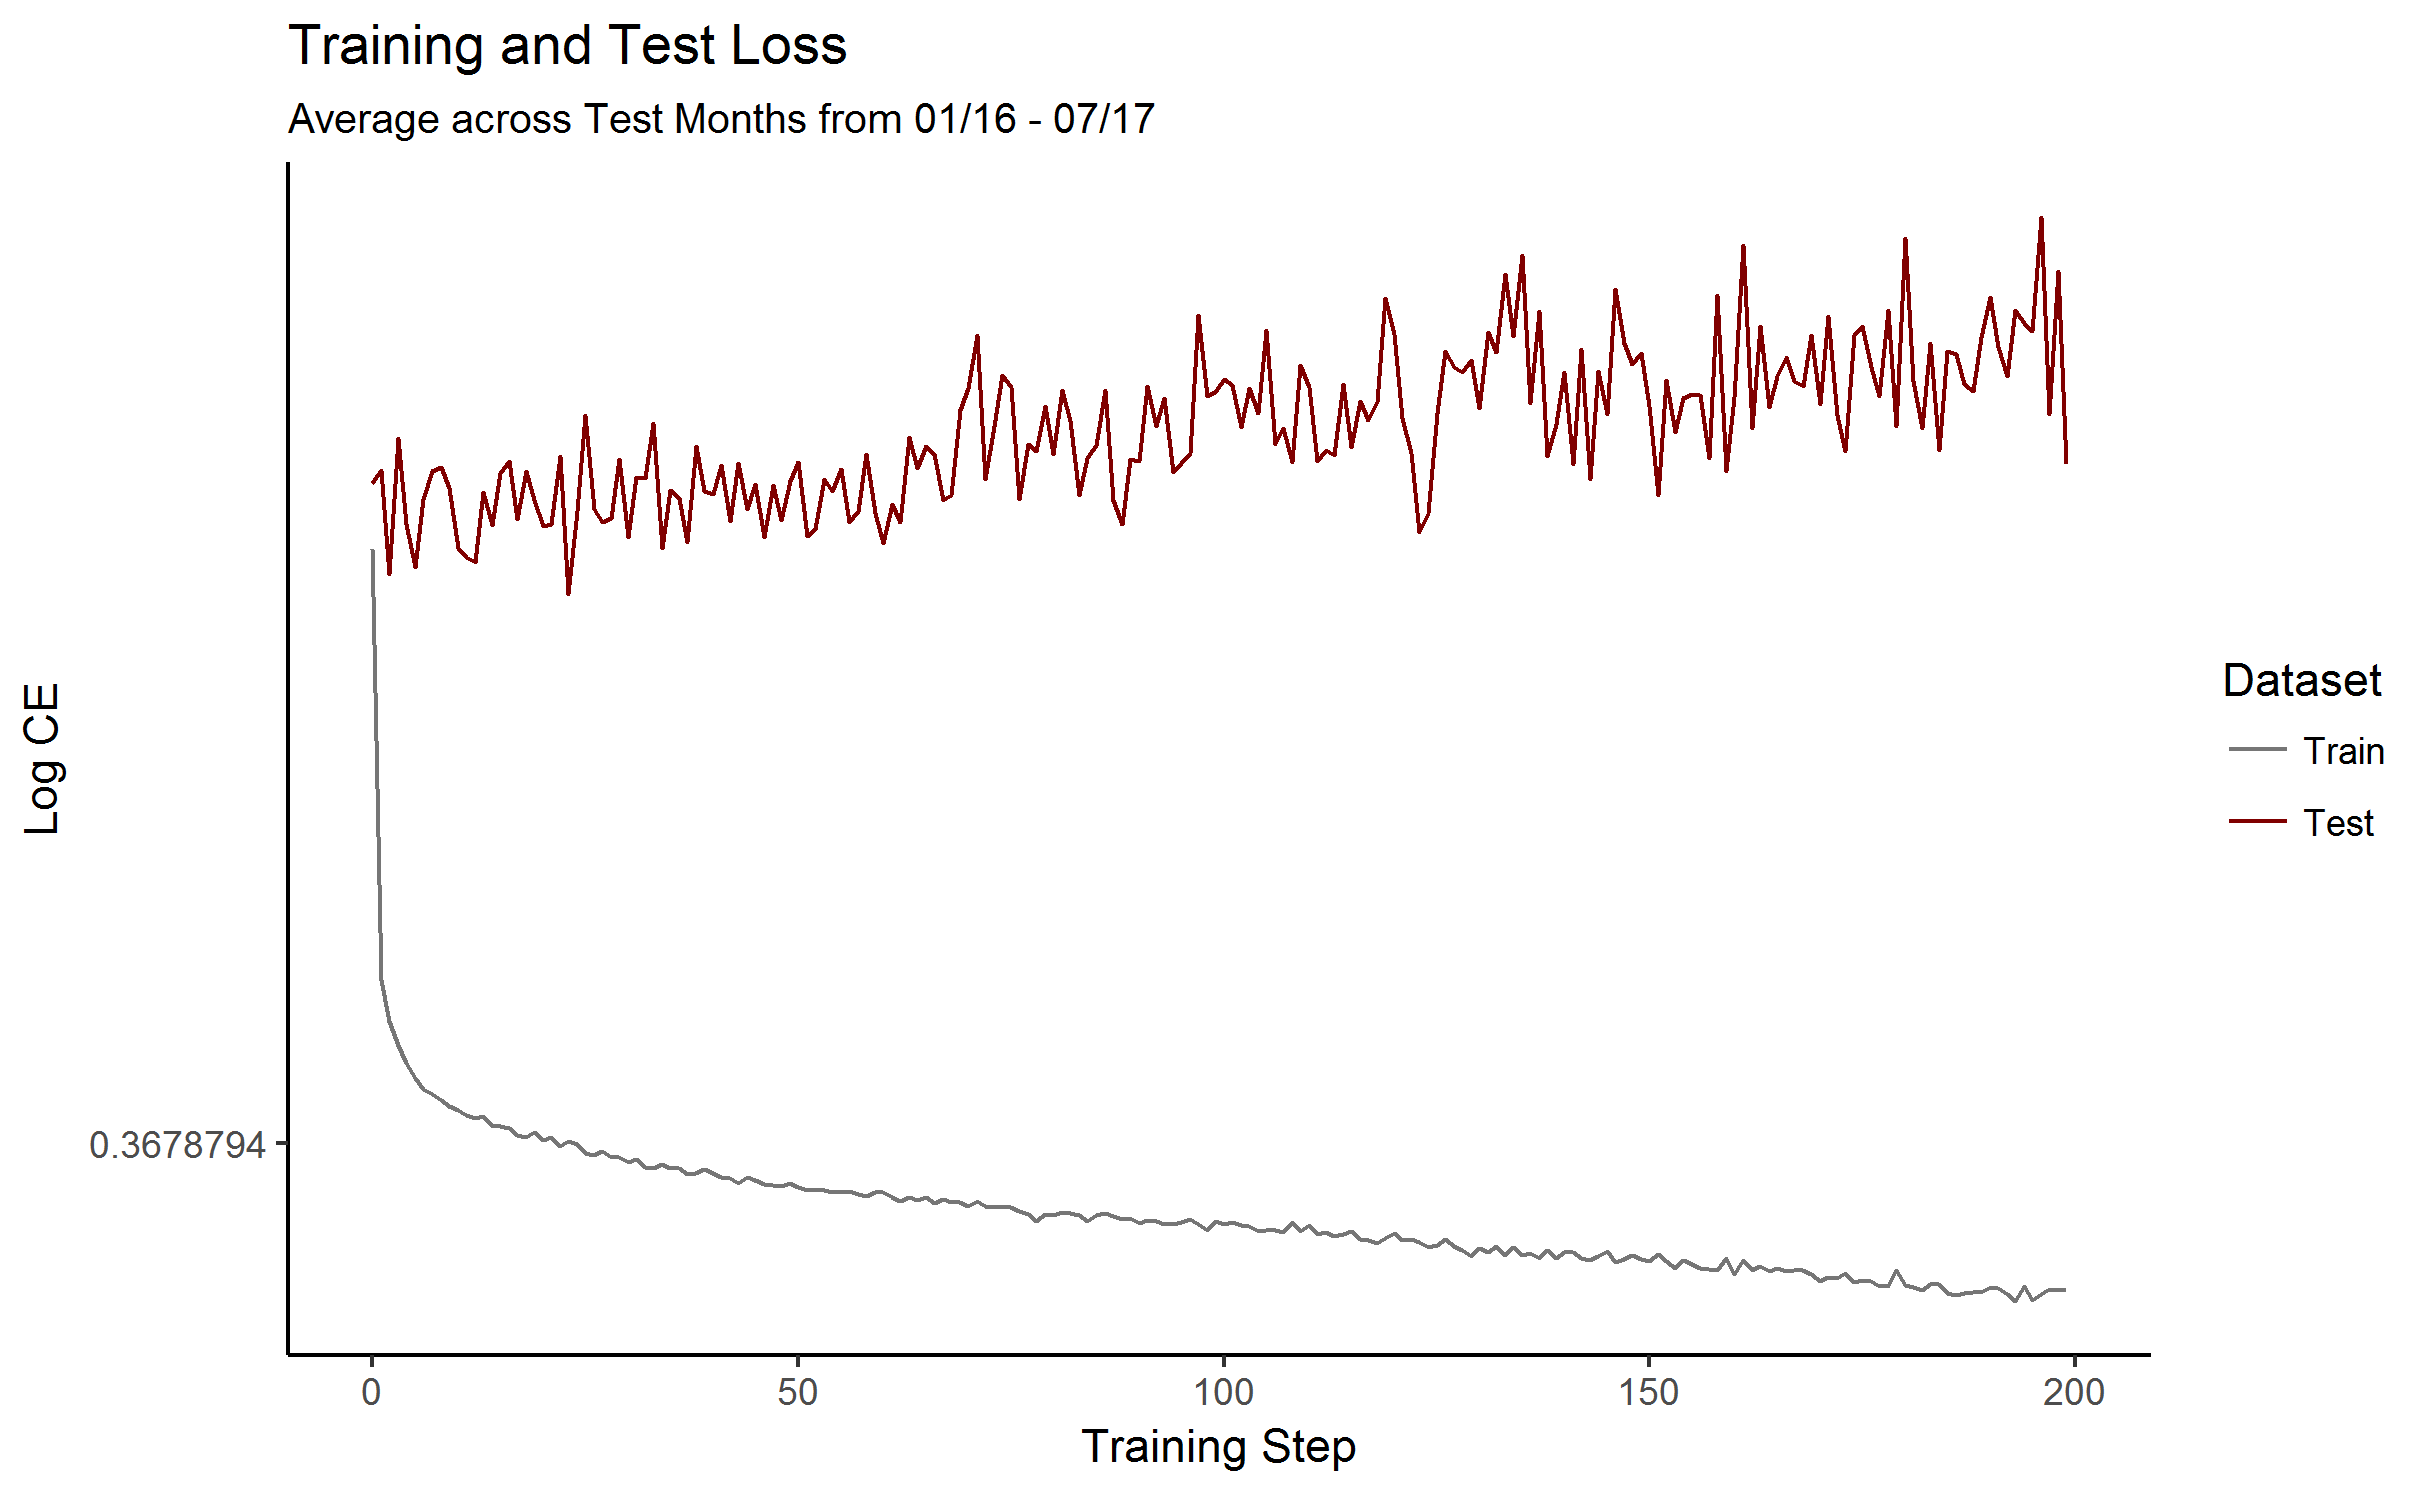 Training and Test Loss
Average across Test Months from 01/16 - 07/17
Log CE
0.3678794
0
50
100
150
200
Training Step
Dataset
Train
Test